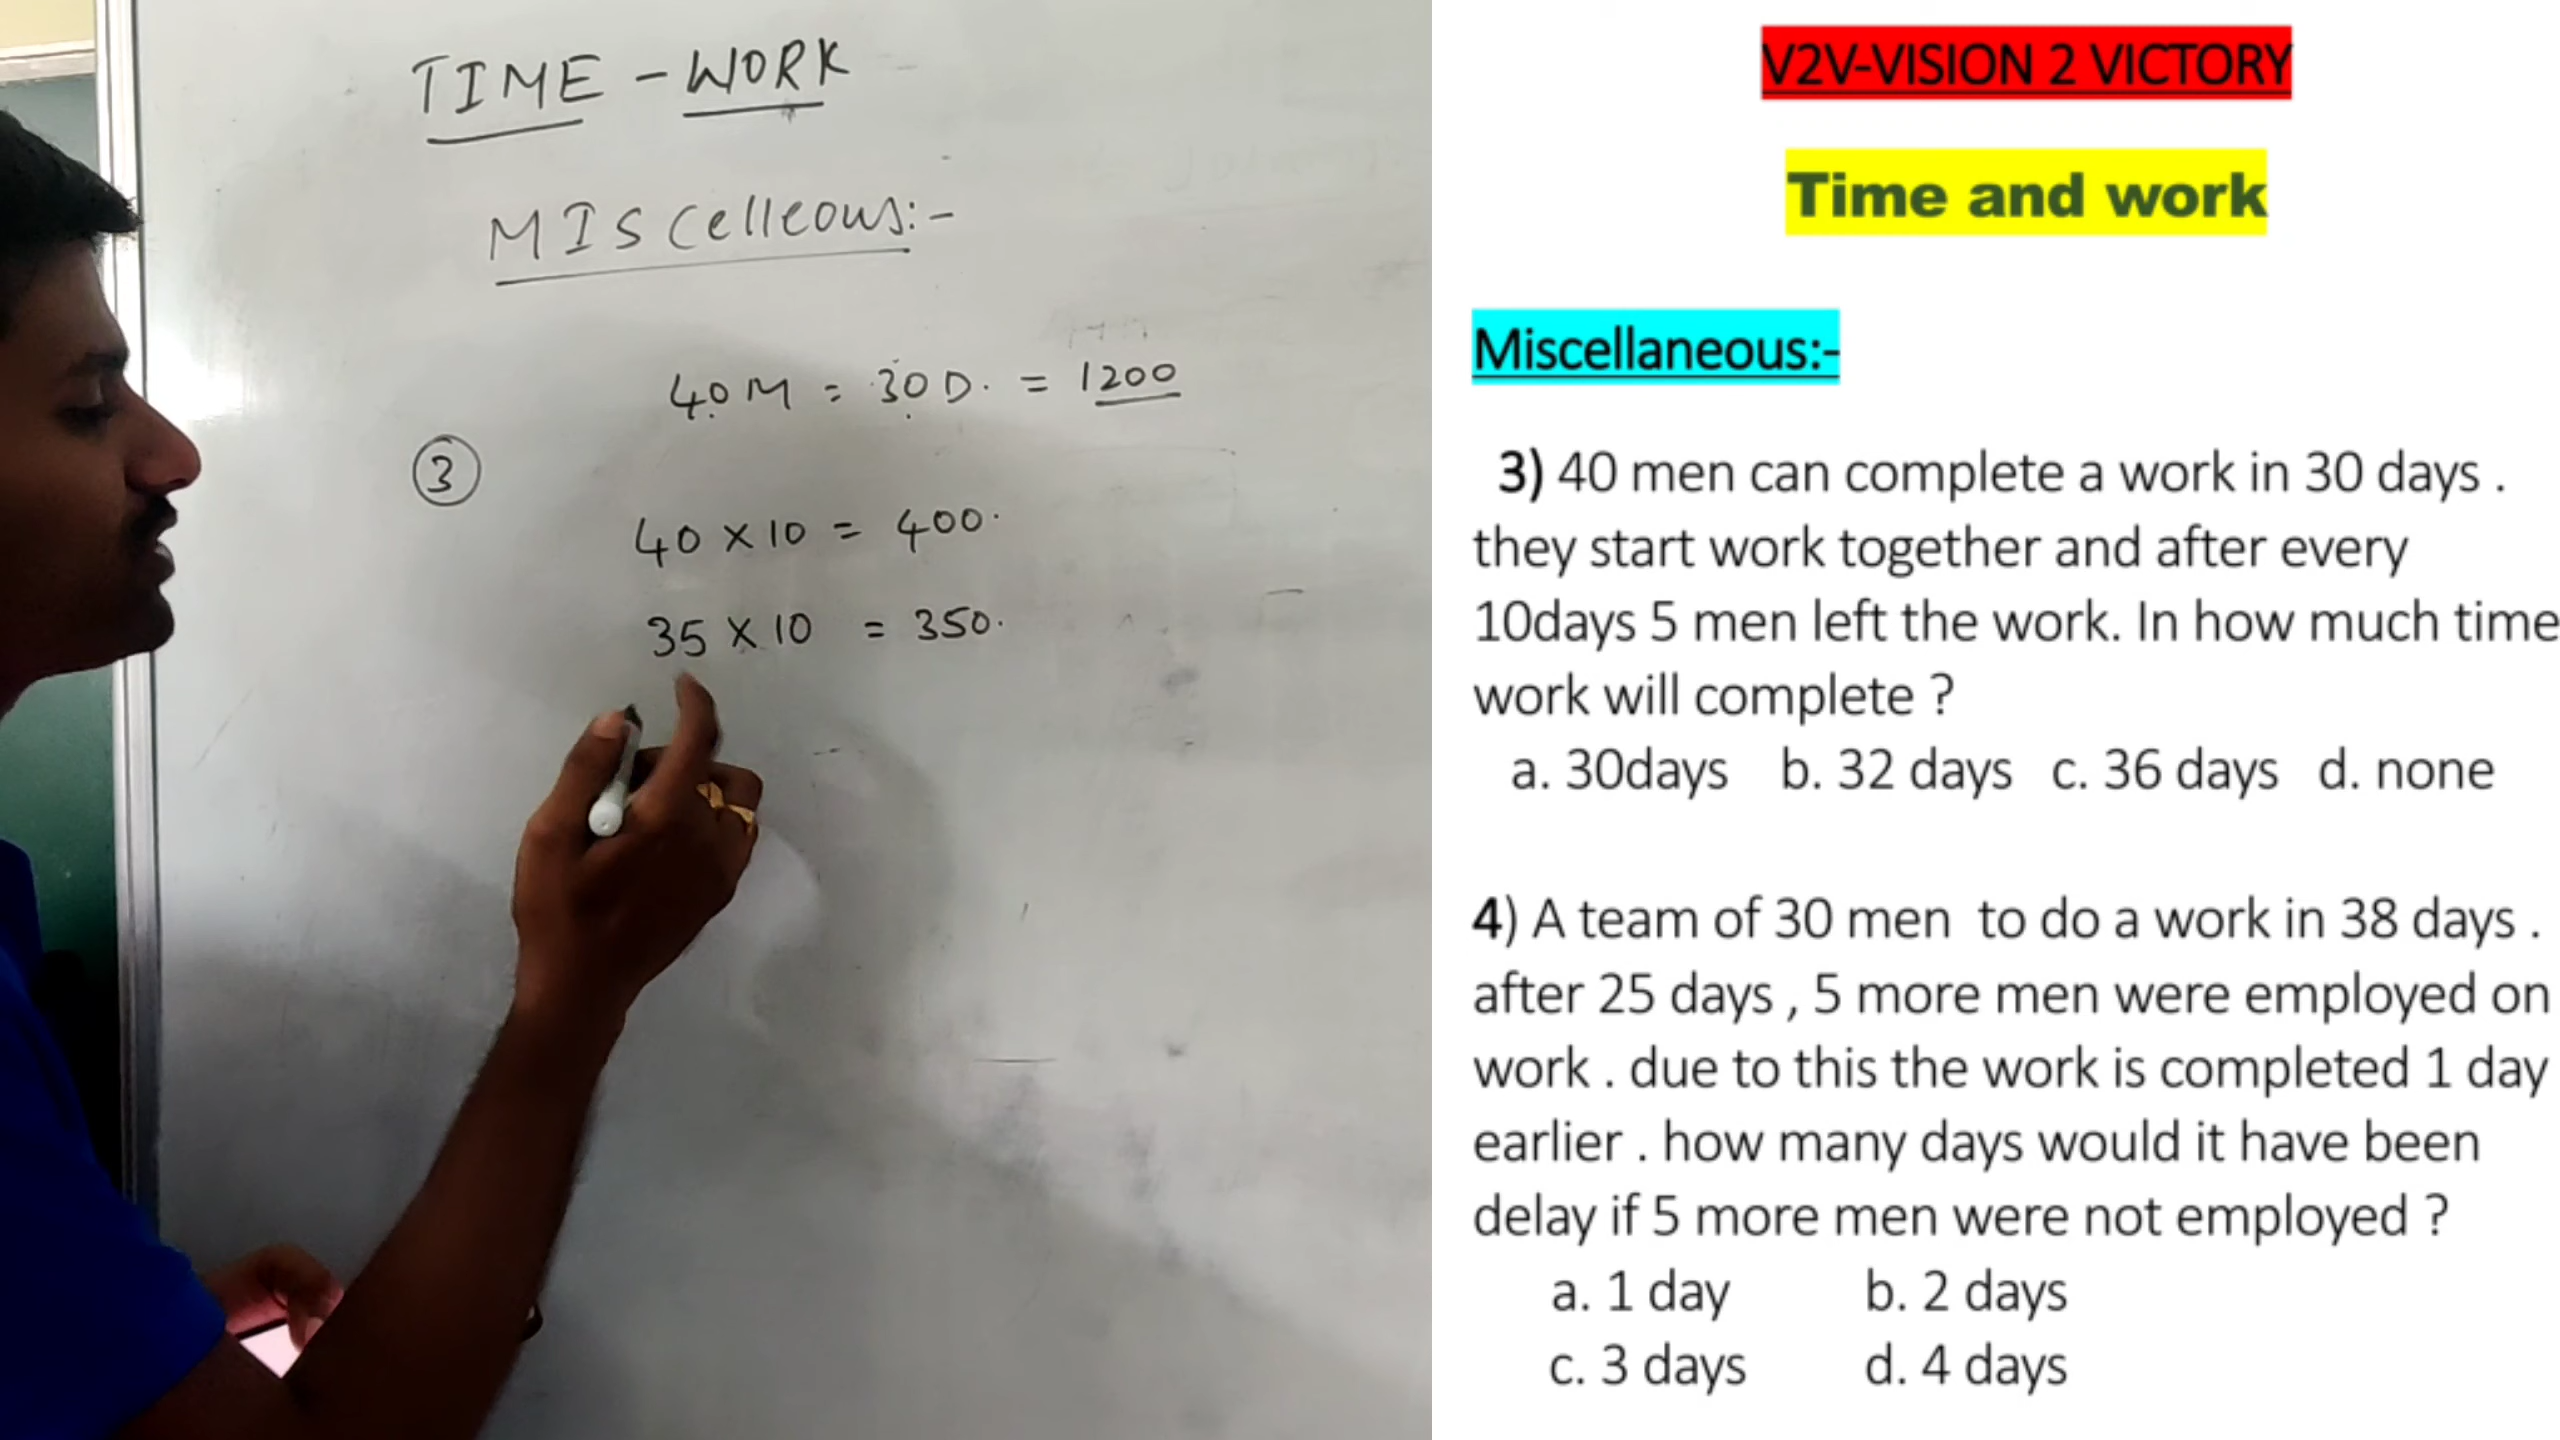 TIME - WORK
MIScelleous:-
40 M = 30 D. = 1200
3
40 x 10 = 400.
35 x 10 = 350.
V2V-VISION 2 VICTORY
Time and work
Miscellaneous:-
3) 40 men can complete a work in 30 days .
they start work together and after every
10days 5 men left the work. In how much time
work will complete ?
a. 30days b. 32 days c. 36 days d. none
4) A team of 30 men to do a work in 38 days .
after 25 days , 5 more men were employed on
work . due to this the work is completed 1 day
earlier . how many days would it have been
delay if 5 more men were not employed ?
a. 1 day b. 2 days
c. 3 days d. 4 days